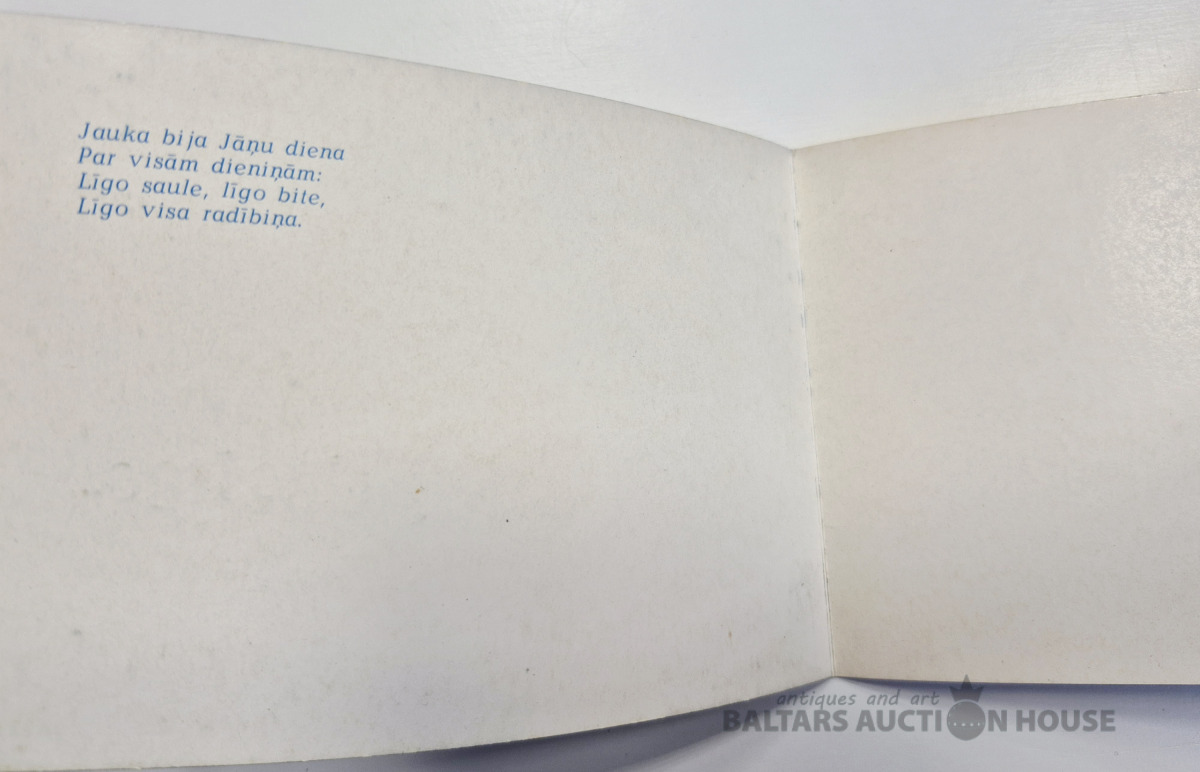 Jauka bija Jāņu diena
Par visām dieniņām:
Līgo saule, līgo bite,
Līgo visa radībiņa.
antiques and art
BALTARS AUCTION HOUSE